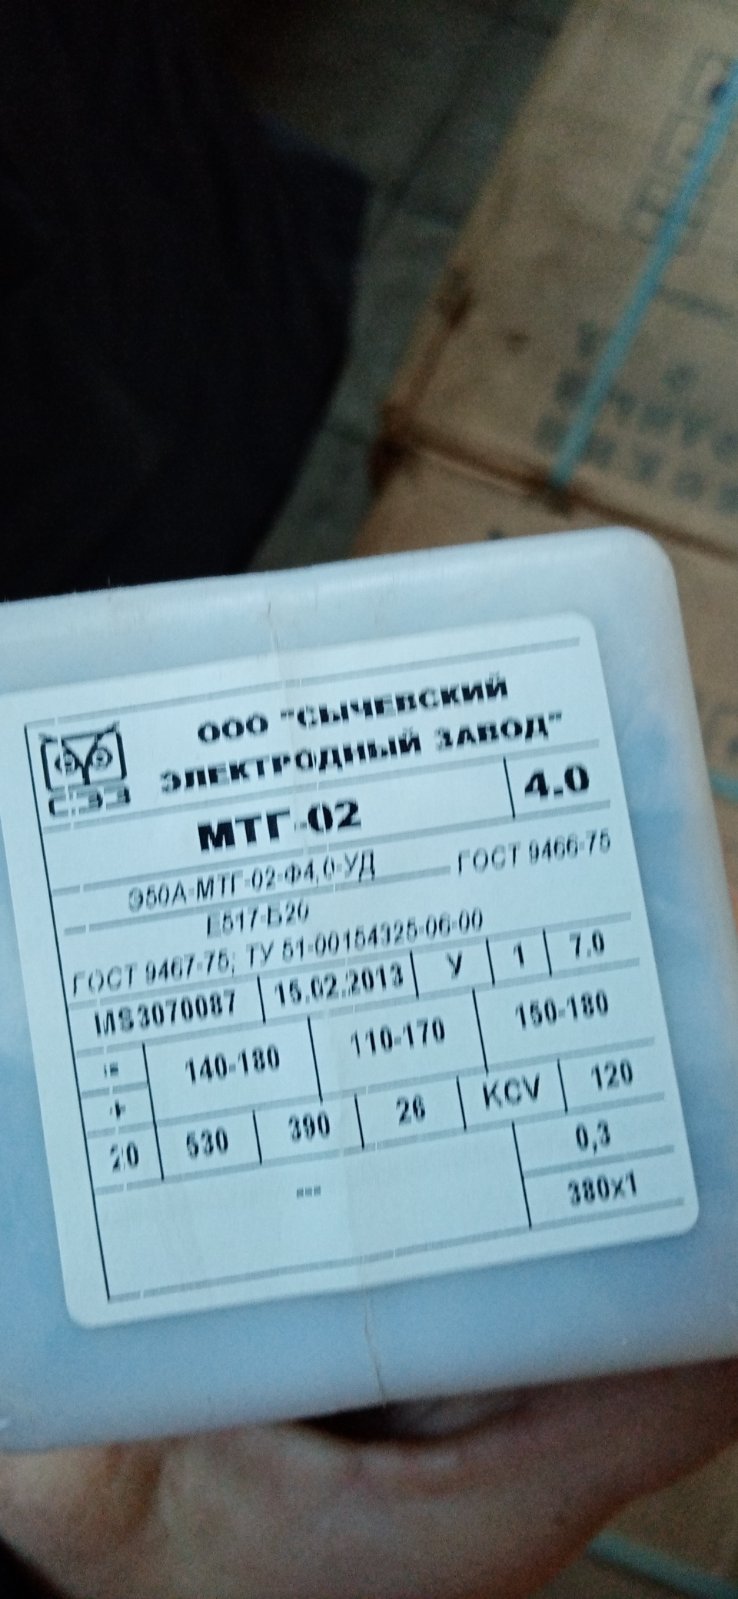 ООО "СЫЧЕВСКИЙ
ЭЛЕКТРОДНЫЙ ЗАВОД"
СЭЗ
МТГ-02 4.0
Э50А-МТГ-02-Ф4,0-УД ГОСТ 9466-75
Е517-Б20
ГОСТ 9467-75; ТУ 51-00154325-06-00
MS3070087 15.02.2013 У 1 7.0
= 140-180 110-170 150-180
+
20 530 390 26 KCV 120
--- 0,3
380x1